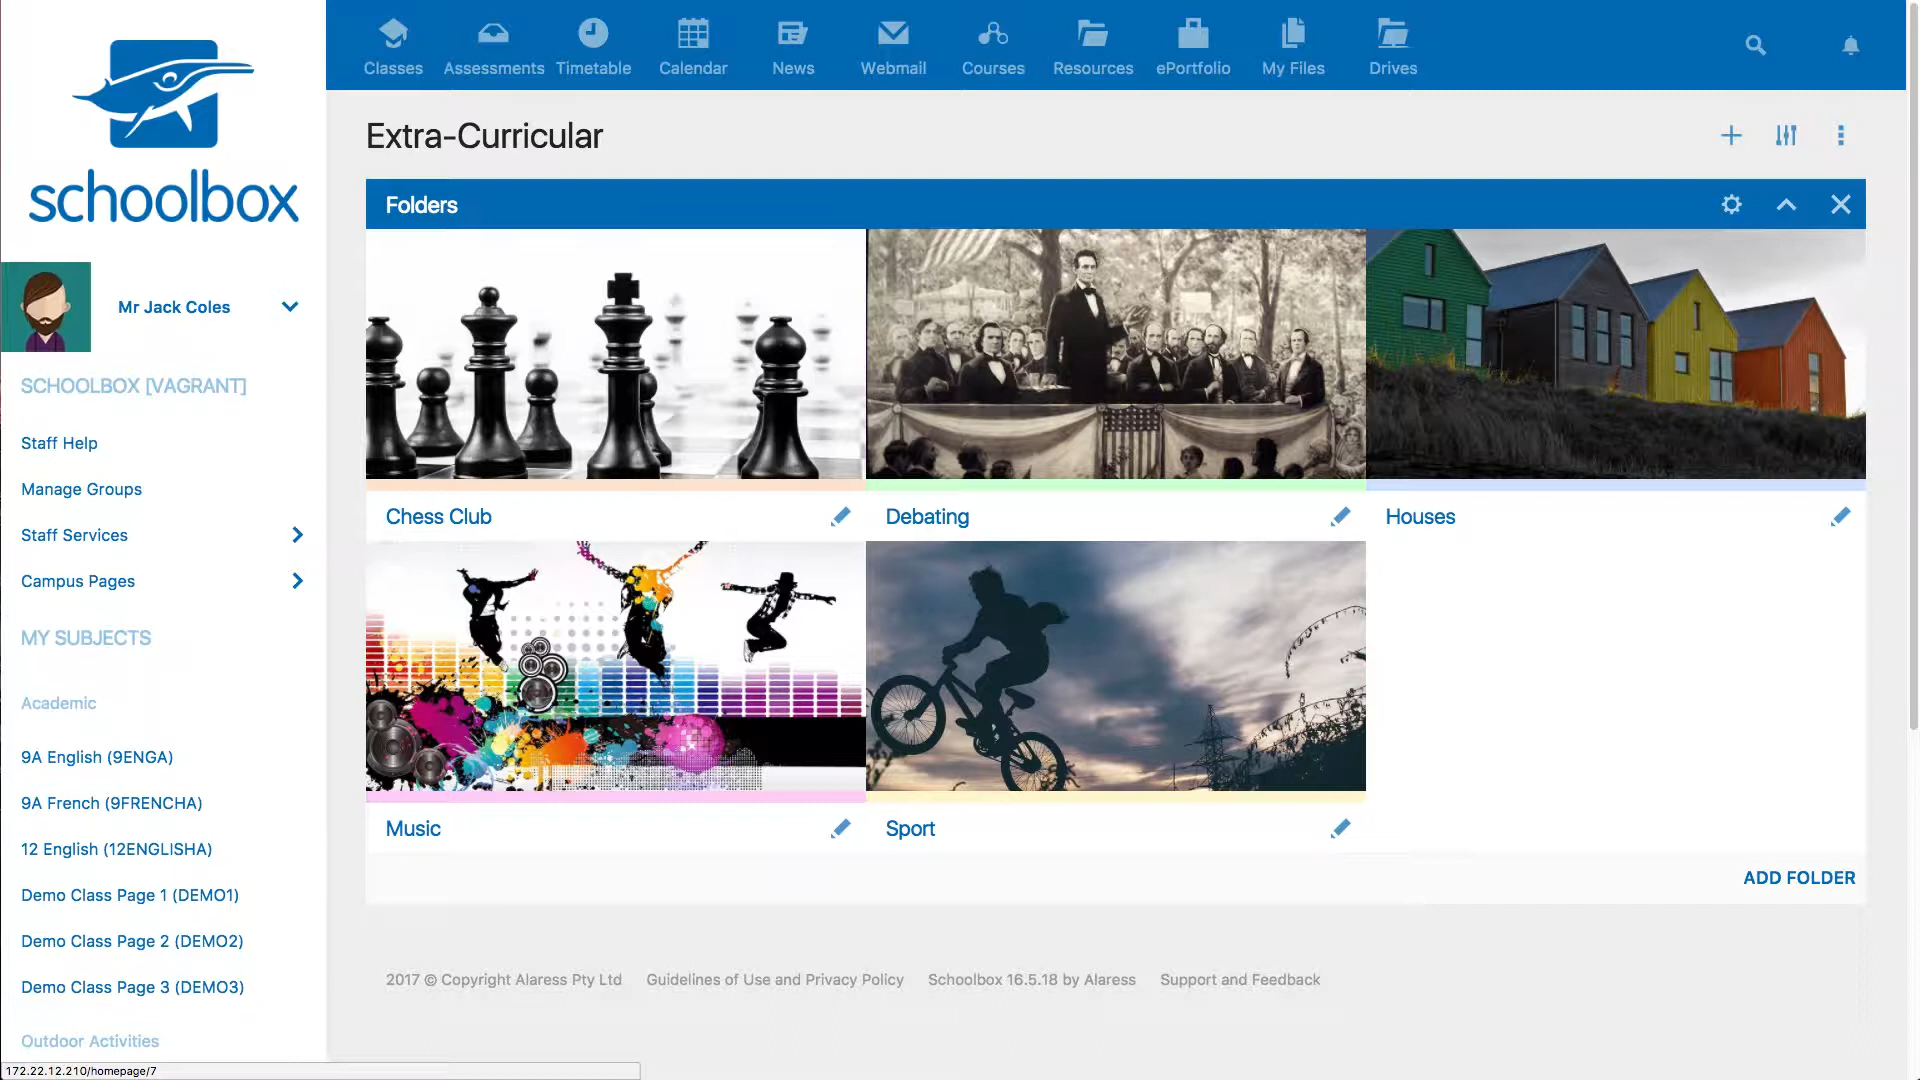 schoolbox
Classes
Assessments
Timetable
Calendar
News
Webmail
Courses
Resources
ePortfolio
My Files
Drives
Mr Jack Coles
SCHOOLBOX [VAGRANT]
Staff Help
Manage Groups
Staff Services
Campus Pages
MY SUBJECTS
Academic
9A English (9ENGA)
9A French (9FRENCHA)
12 English (12ENGLISHA)
Demo Class Page 1 (DEMO1)
Demo Class Page 2 (DEMO2)
Demo Class Page 3 (DEMO3)
Outdoor Activities
172.22.12.210/homepage/7
Extra-Curricular
Folders
Chess Club
Debating
Houses
Music
Sport
ADD FOLDER
2017 © Copyright Alaress Pty Ltd
Guidelines of Use and Privacy Policy
Schoolbox 16.5.18 by Alaress
Support and Feedback